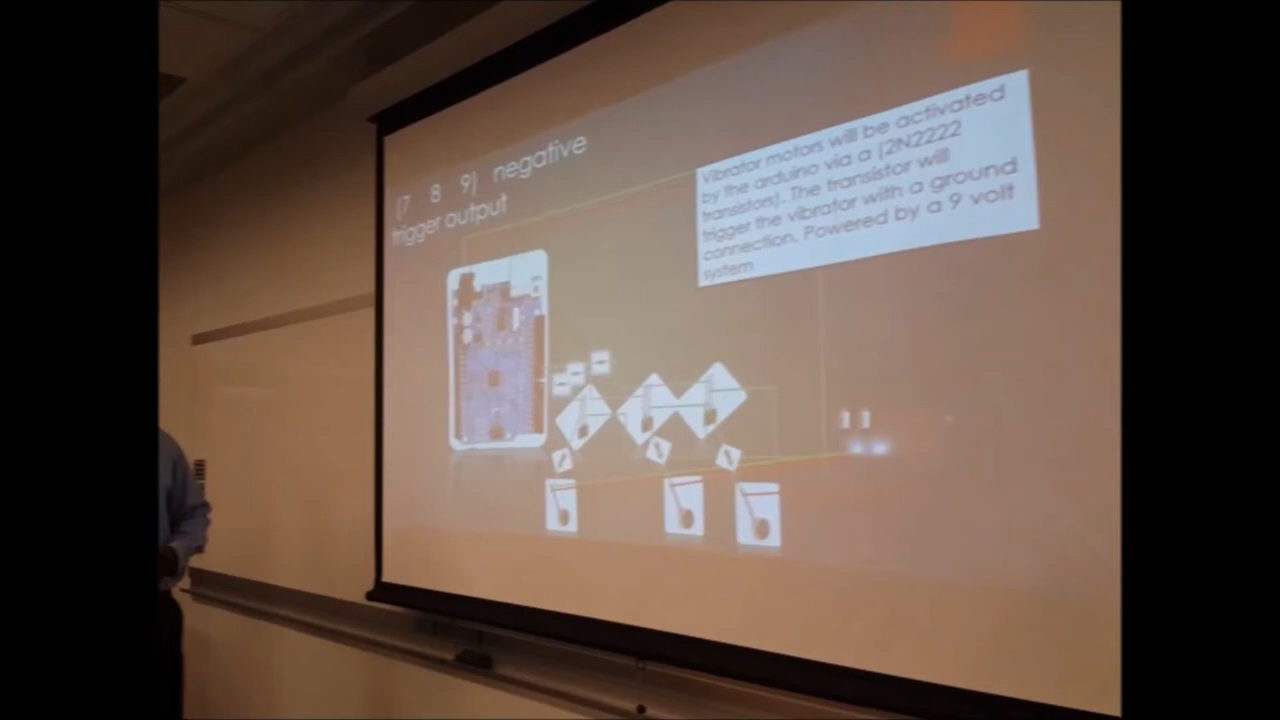 (7 8 9) negative
trigger output
Vibrator motors will be activated
by the arduino via a (2N2222
transistors). The transistor will
trigger the vibrator with a ground
connection. Powered by a 9 volt
system